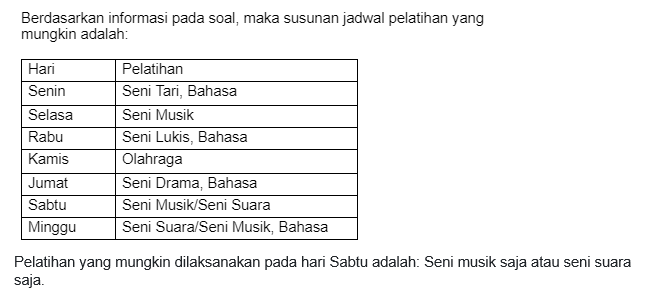 Berdasarkan informasi pada soal, maka susunan jadwal pelatihan yang
mungkin adalah:
Hari Pelatihan
Senin Seni Tari, Bahasa
Selasa Seni Musik
Rabu Seni Lukis, Bahasa
Kamis Olahraga
Jumat Seni Drama, Bahasa
Sabtu Seni Musik/Seni Suara
Minggu Seni Suara/Seni Musik, Bahasa
Pelatihan yang mungkin dilaksanakan pada hari Sabtu adalah: Seni musik saja atau seni suara
saja.